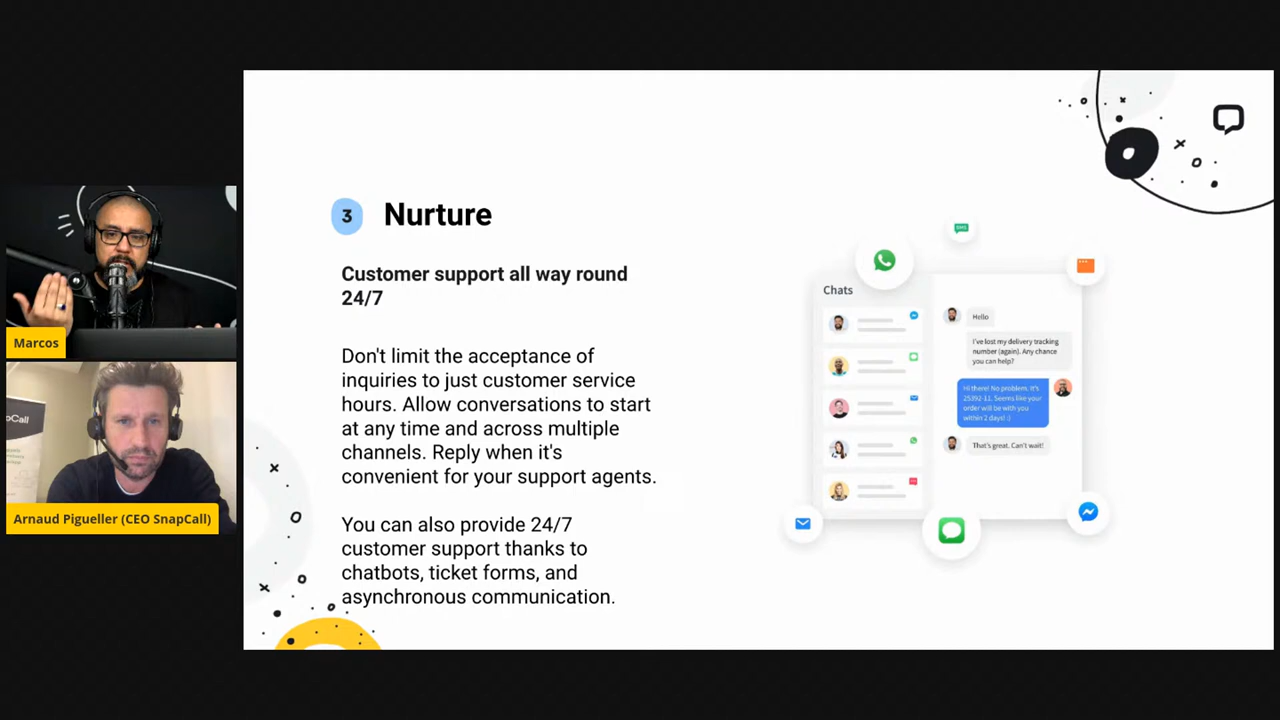 Marcos
Arnaud Pigueller (CEO SnapCall)
3
Nurture
Customer support all way round
24/7
Don't limit the acceptance of
inquiries to just customer service
hours. Allow conversations to start
at any time and across multiple
channels. Reply when it's
convenient for your support agents.
You can also provide 24/7
customer support thanks to
chatbots, ticket forms, and
asynchronous communication.
SMS
Chats
Hello
I've lost my delivery tracking
number (again). Any chance
you can help?
Hi there! No problem. It's
25392-11. Seems like your
order will be with you
within 2 days! :)
That's great. Can't wait!